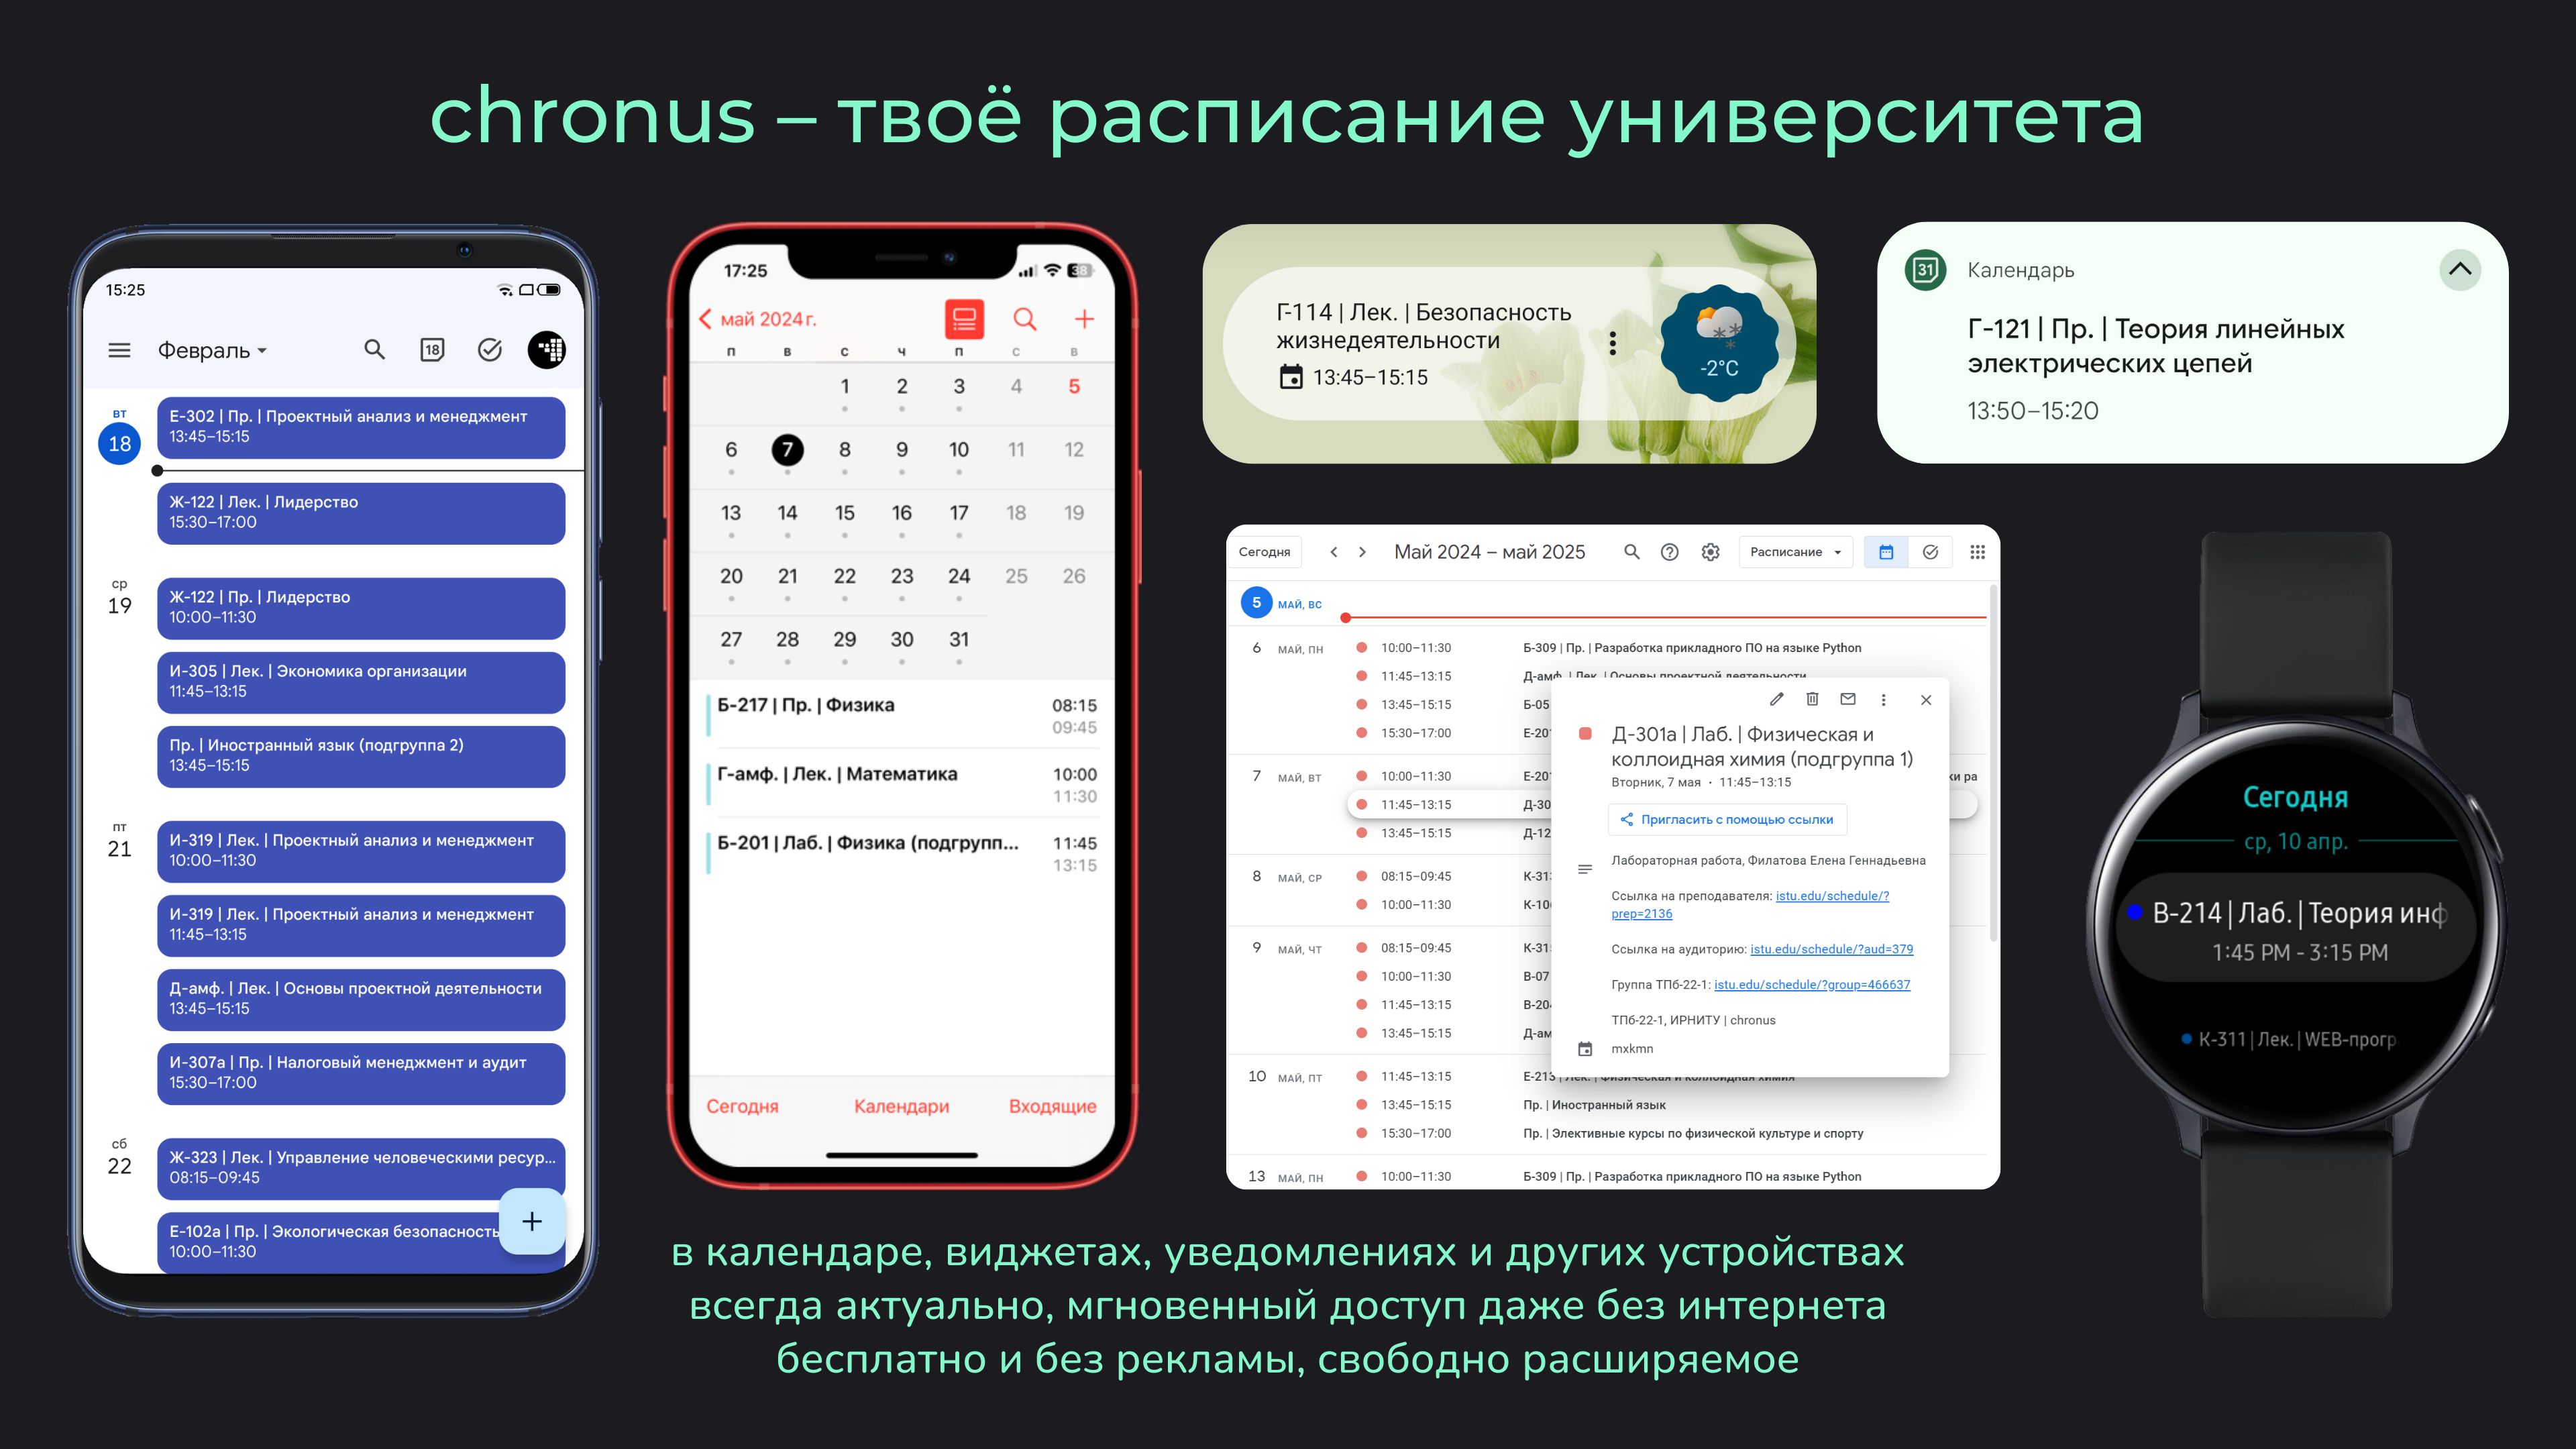 chronus – твоё расписание университета
15:25
Февраль
18
вт
18
Е-302 | Пр. | Проектный анализ и менеджмент
13:45–15:15
Ж-122 | Лек. | Лидерство
15:30–17:00
ср
19
Ж-122 | Пр. | Лидерство
10:00–11:30
И-305 | Лек. | Экономика организации
11:45–13:15
Пр. | Иностранный язык (подгруппа 2)
13:45–15:15
пт
21
И-319 | Лек. | Проектный анализ и менеджмент
10:00–11:30
И-319 | Лек. | Проектный анализ и менеджмент
11:45–13:15
Д-амф. | Лек. | Основы проектной деятельности
13:45–15:15
И-307а | Пр. | Налоговый менеджмент и аудит
15:30–17:00
сб
22
Ж-323 | Лек. | Управление человеческими ресур...
08:15–09:45
Е-102а | Пр. | Экологическая безопасность
10:00–11:30
17:25
38
май 2024 г.
П В С Ч П С В
1 2 3 4 5
6 7 8 9 10 11 12
13 14 15 16 17 18 19
20 21 22 23 24 25 26
27 28 29 30 31
Б-217 | Пр. | Физика 08:15
09:45
Г-амф. | Лек. | Математика 10:00
11:30
Б-201 | Лаб. | Физика (подгрупп... 11:45
13:15
Сегодня Календари Входящие
Г-114 | Лек. | Безопасность
жизнедеятельности
13:45–15:15
-2°C
31
Календарь
Г-121 | Пр. | Теория линейных
электрических цепей
13:50–15:20
Сегодня Май 2024 – май 2025 Расписание
5 МАЙ, ВС
6 МАЙ, ПН 10:00–11:30 Б-309 | Пр. | Разработка прикладного ПО на языке Python
11:45–13:15 Д-амф. | Лек. | Основы проектной деятельности
13:45–15:15 Б-05
15:30–17:00 Е-201
7 МАЙ, ВТ 10:00–11:30 Е-201 ки ра
11:45–13:15 Д-30
13:45–15:15 Д-12
8 МАЙ, СР 08:15–09:45 К-313
10:00–11:30 К-10
9 МАЙ, ЧТ 08:15–09:45 К-31
10:00–11:30 В-07
11:45–13:15 В-204
13:45–15:15 Д-ам
10 МАЙ, ПТ 11:45–13:15 Е-213 | Лек. | Физическая и коллоидная химия
13:45–15:15 Пр. | Иностранный язык
15:30–17:00 Пр. | Элективные курсы по физической культуре и спорту
13 МАЙ, ПН 10:00–11:30 Б-309 | Пр. | Разработка прикладного ПО на языке Python
Д-301а | Лаб. | Физическая и
коллоидная химия (подгруппа 1)
Вторник, 7 мая · 11:45–13:15
Пригласить с помощью ссылки
Лабораторная работа, Филатова Елена Геннадьевна
Ссылка на преподавателя: istu.edu/schedule/?
prep=2136
Ссылка на аудиторию: istu.edu/schedule/?aud=379
Группа ТПб-22-1: istu.edu/schedule/?group=466637
ТПб-22-1, ИРНИТУ | chronus
mxkmn
Сегодня
ср, 10 апр.
В-214 | Лаб. | Теория инф
1:45 PM - 3:15 PM
К-311 | Лек. | WEB-прогр
в календаре, виджетах, уведомлениях и других устройствах
всегда актуально, мгновенный доступ даже без интернета
бесплатно и без рекламы, свободно расширяемое